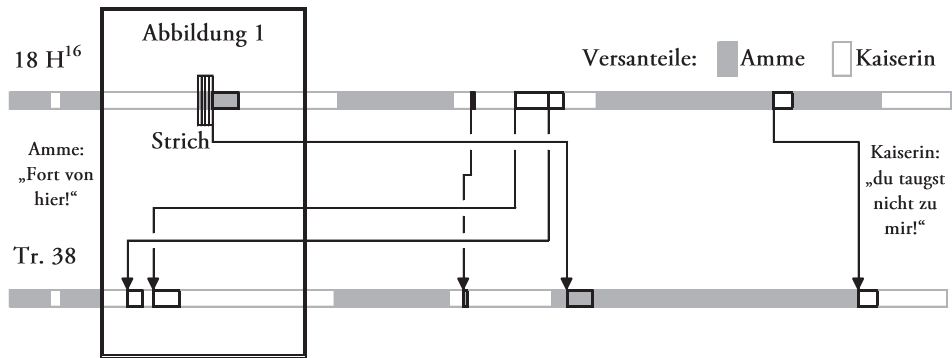 Abbildung 1
18 H¹⁶
Versanteile: Amme Kaiserin
Strich
Amme:
„Fort von
hier!“
Kaiserin:
„du taugst
nicht zu
mir!“
Tr. 38